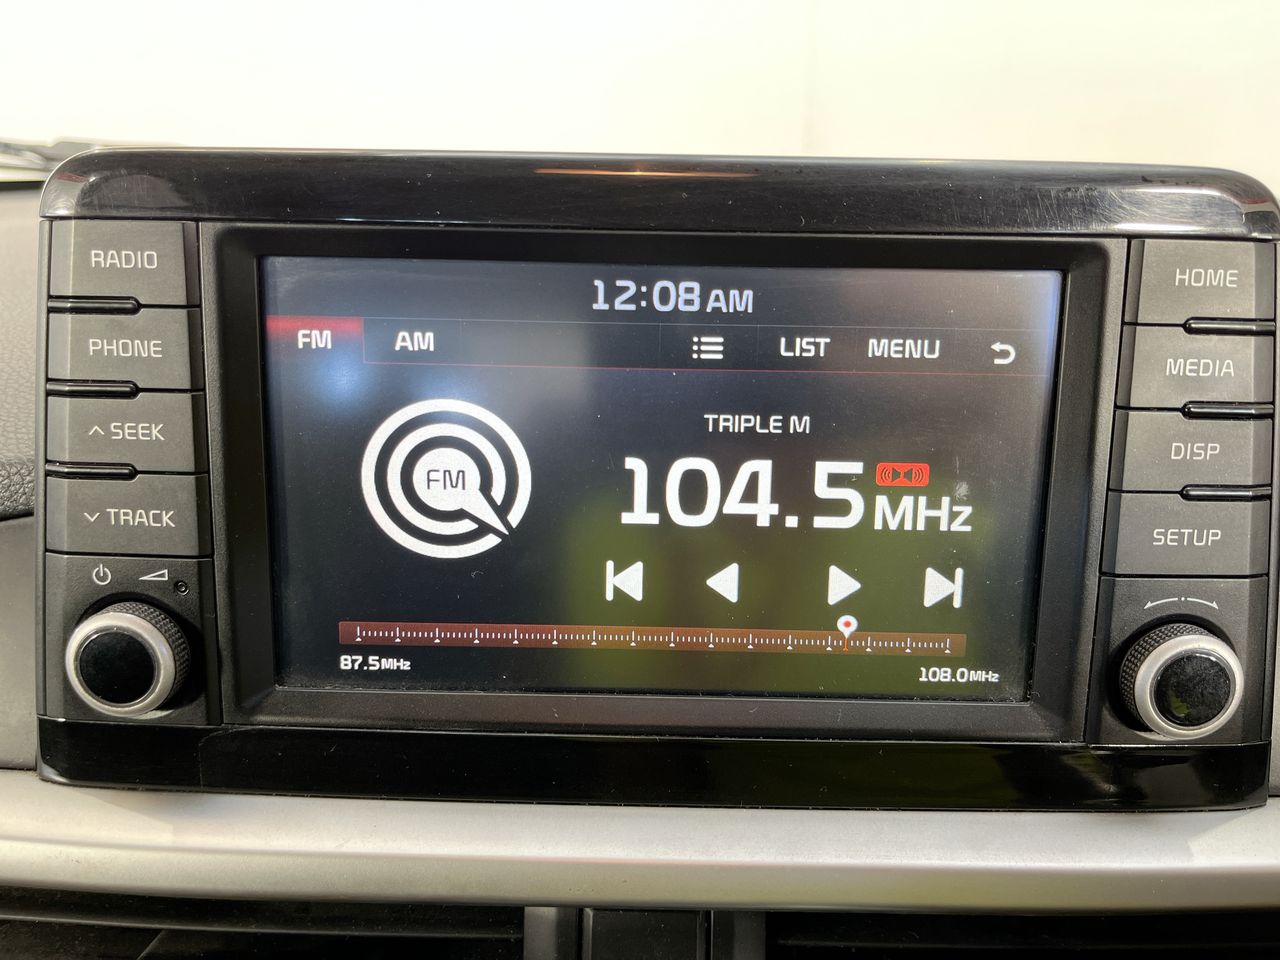 RADIO
PHONE
SEEK
TRACK
12:08 AM
FM AM LIST MENU
FM
TRIPLE M
104.5 MHz
87.5MHz
108.0MHz
HOME
MEDIA
DISP
SETUP